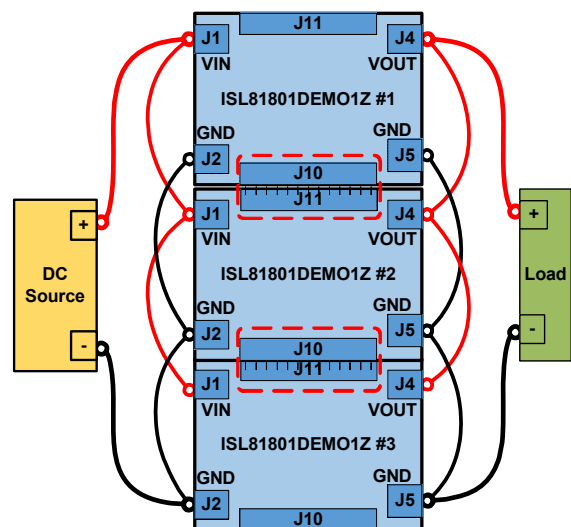 J11
J1
J4
VIN
VOUT
ISL81801DEMO1Z #1
GND
GND
J2
J5
J10
J11
J1
J4
VIN
VOUT
+
+
ISL81801DEMO1Z #2
DC
Source
Load
GND
GND
J2
J5
-
-
J10
J11
J1
J4
VIN
VOUT
ISL81801DEMO1Z #3
GND
GND
J2
J5
J10